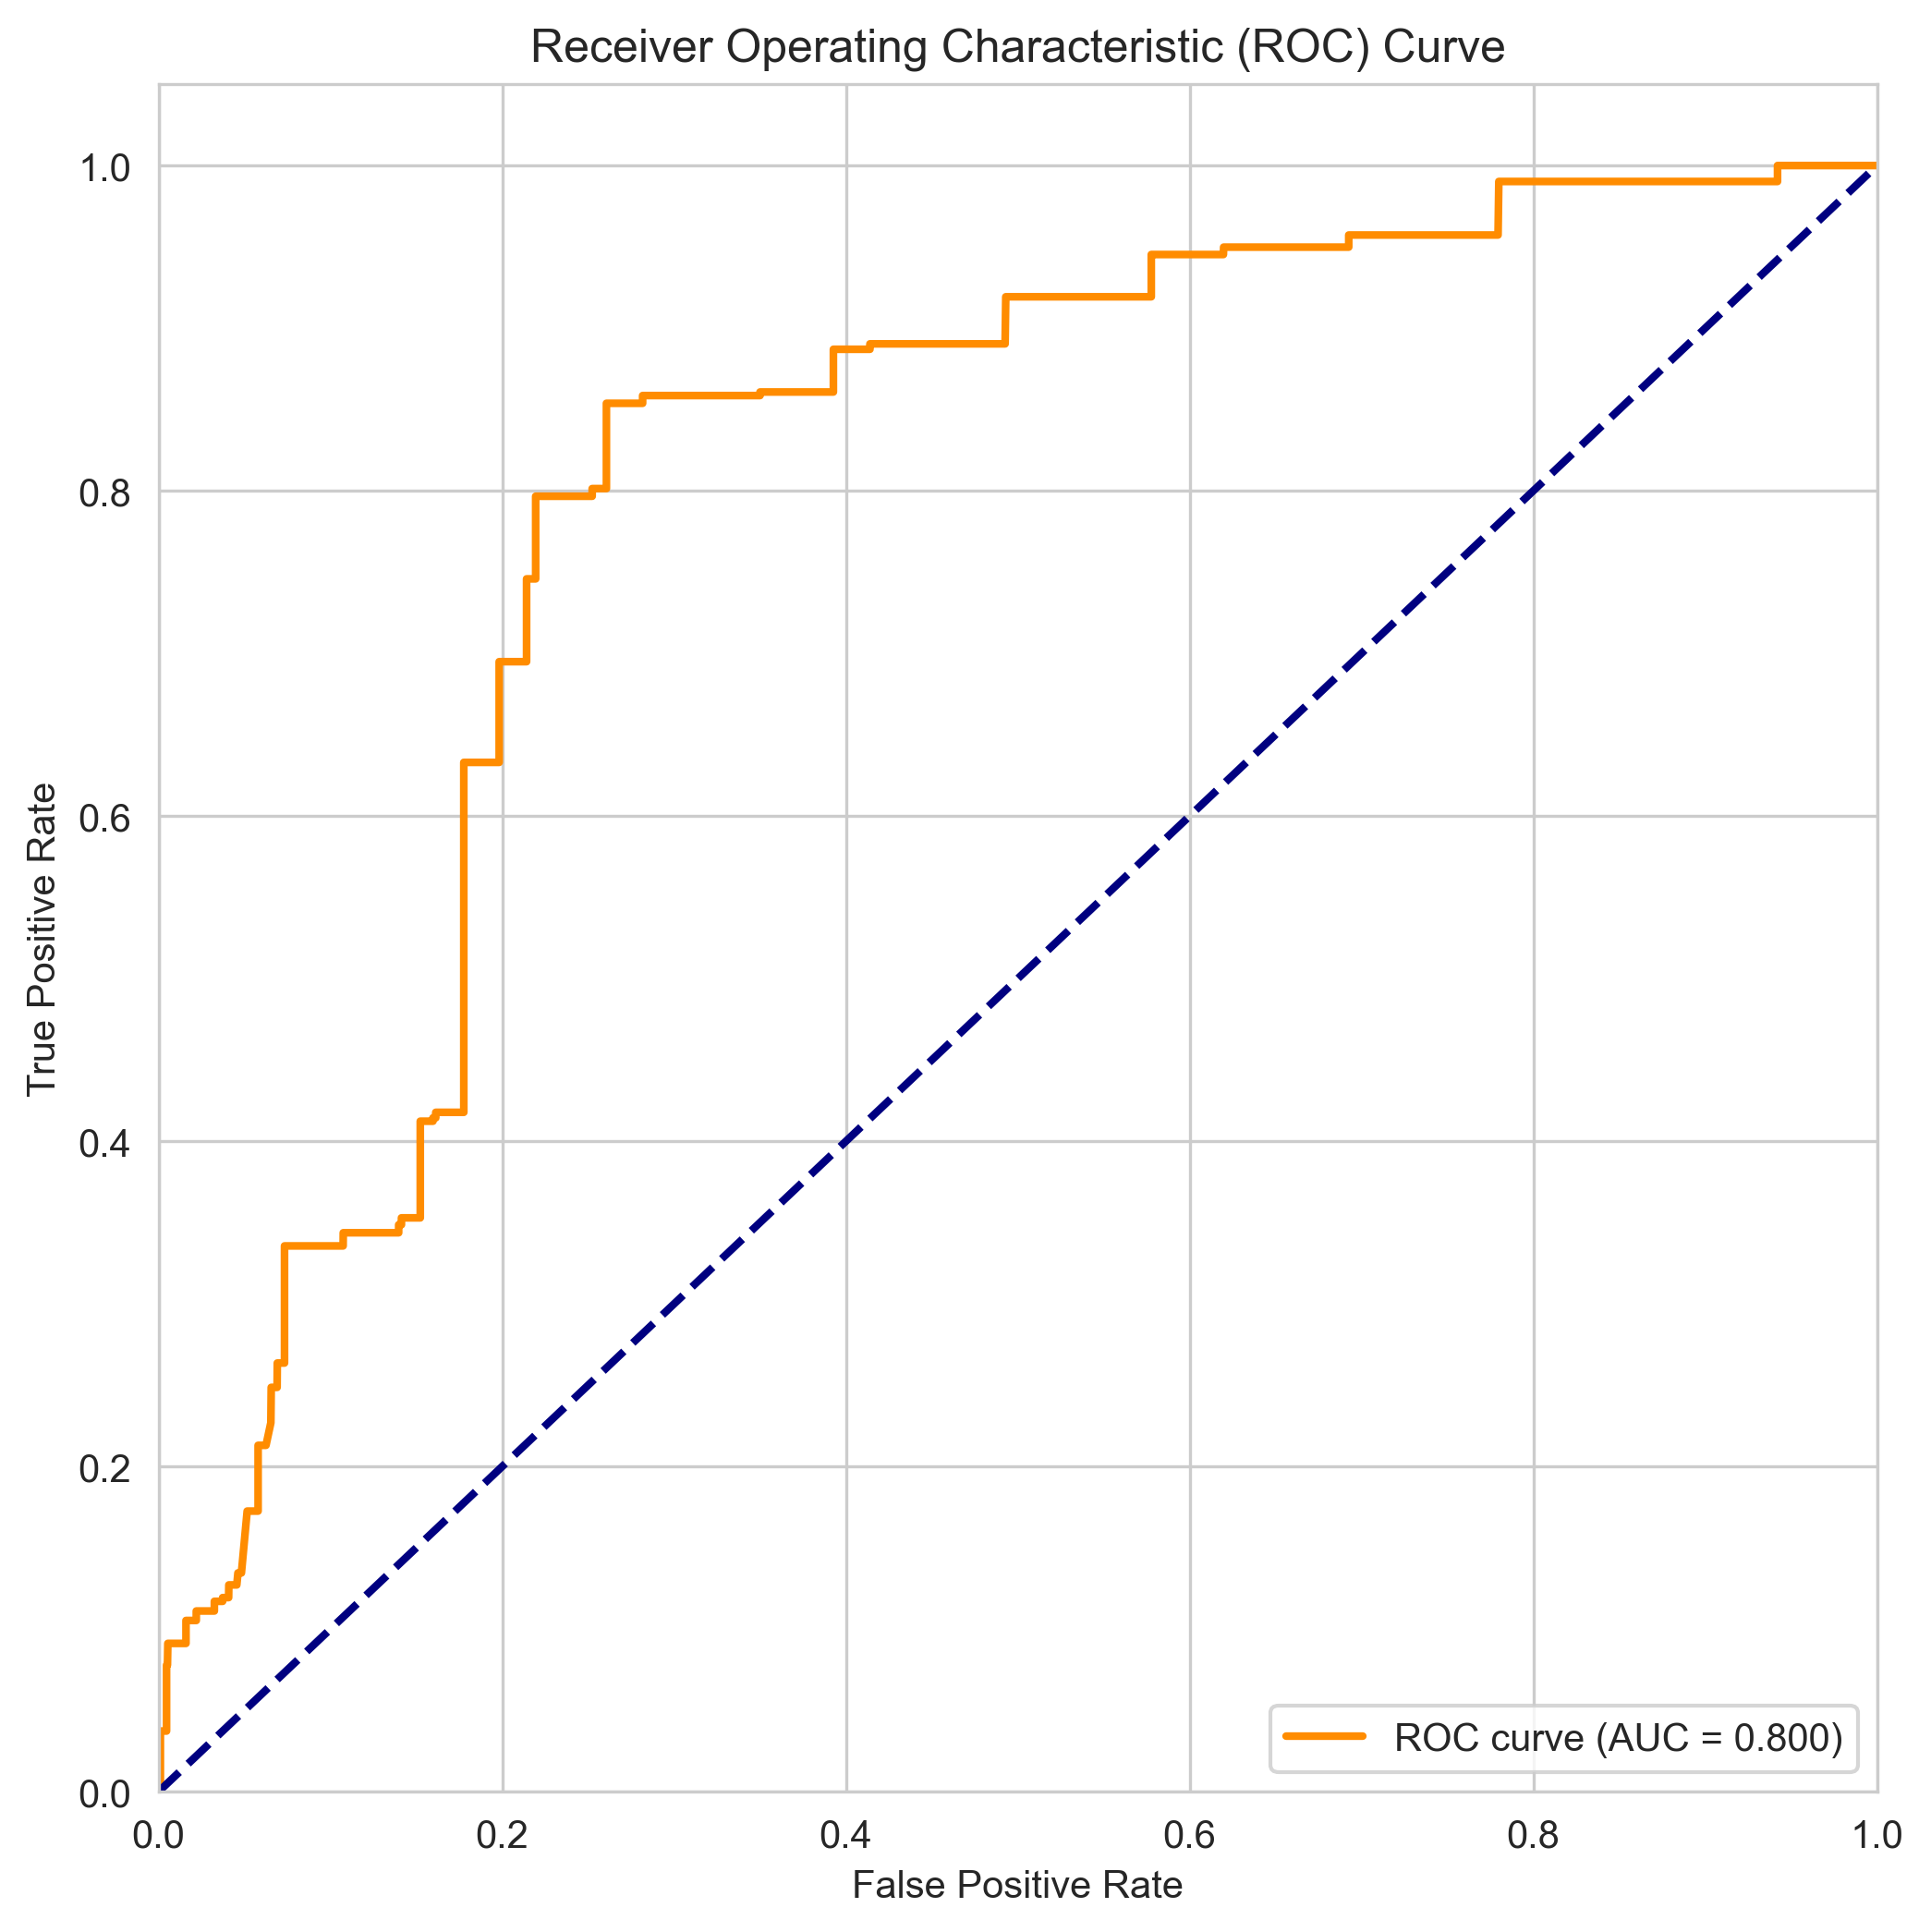 Receiver Operating Characteristic (ROC) Curve
1.0
0.8
0.6
0.4
0.2
0.0
True Positive Rate
0.0 0.2 0.4 0.6 0.8 1.0
False Positive Rate
ROC curve (AUC = 0.800)